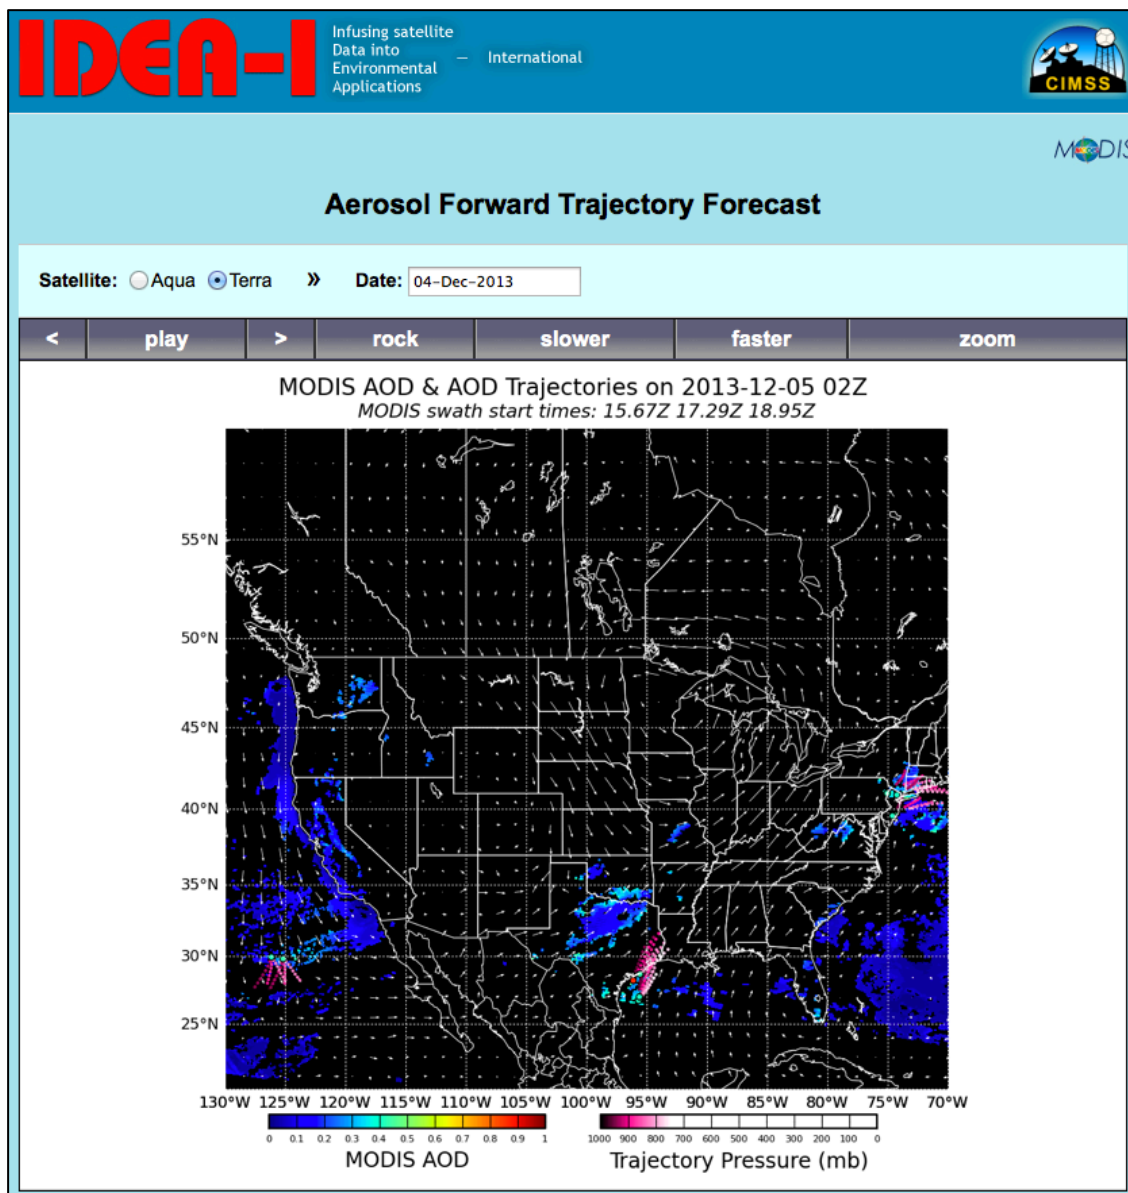 IDEA-I
Infusing satellite
Data into
Environmental
Applications
— International
CIMSS
MODIS
Aerosol Forward Trajectory Forecast
Satellite: Aqua Terra » Date: 04-Dec-2013
< play > rock slower faster zoom
MODIS AOD & AOD Trajectories on 2013-12-05 02Z
MODIS swath start times: 15.67Z 17.29Z 18.95Z
55°N
50°N
45°N
40°N
35°N
30°N
25°N
130°W 125°W 120°W 115°W 110°W 105°W 100°W 95°W 90°W 85°W 80°W 75°W 70°W
0 0.1 0.2 0.3 0.4 0.5 0.6 0.7 0.8 0.9 1
1000 900 800 700 600 500 400 300 200 100 0
MODIS AOD
Trajectory Pressure (mb)